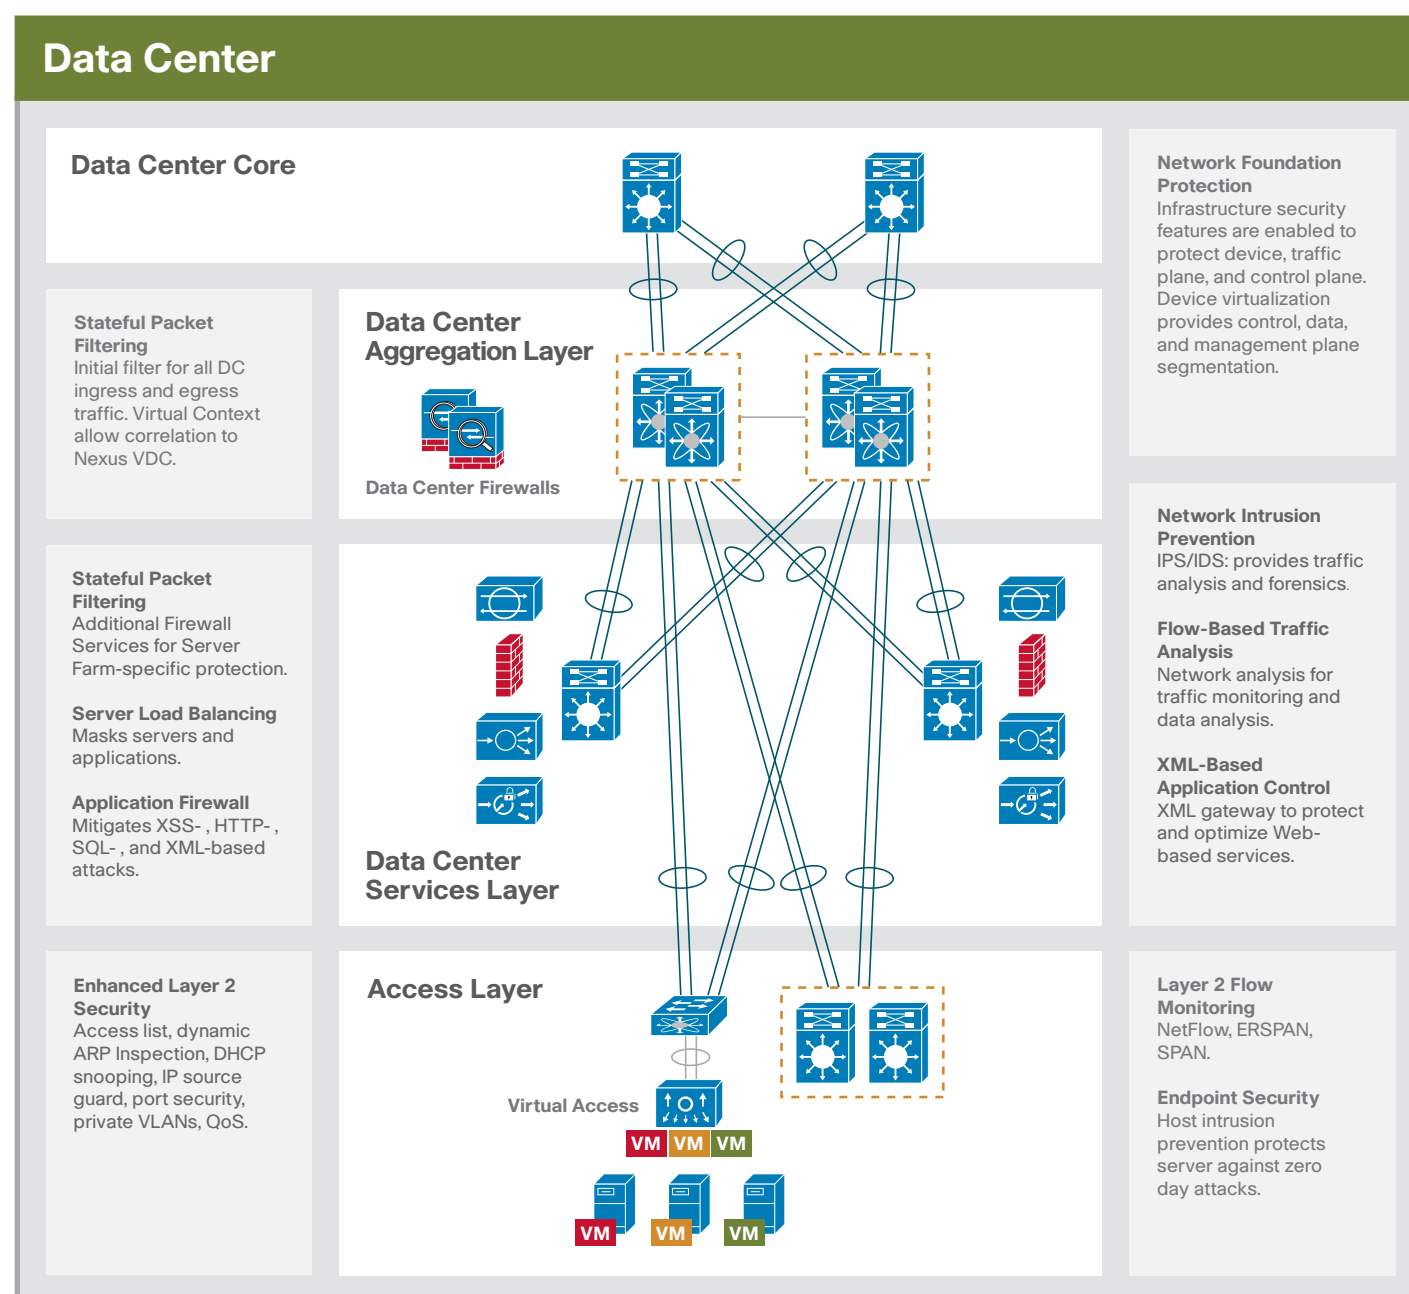 Data Center
Data Center Core
Network Foundation
Protection
Infrastructure security
features are enabled to
protect device, traffic
plane, and control plane.
Device virtualization
provides control, data,
and management plane
segmentation.
Stateful Packet
Filtering
Initial filter for all DC
ingress and egress
traffic. Virtual Context
allow correlation to
Nexus VDC.
Data Center
Aggregation Layer
Data Center Firewalls
Network Intrusion
Prevention
IPS/IDS: provides traffic
analysis and forensics.
Flow-Based Traffic
Analysis
Network analysis for
traffic monitoring and
data analysis.
XML-Based
Application Control
XML gateway to protect
and optimize Web-
based services.
Stateful Packet
Filtering
Additional Firewall
Services for Server
Farm-specific protection.
Server Load Balancing
Masks servers and
applications.
Application Firewall
Mitigates XSS- , HTTP- ,
SQL- , and XML-based
attacks.
Data Center
Services Layer
Enhanced Layer 2
Security
Access list, dynamic
ARP Inspection, DHCP
snooping, IP source
guard, port security,
private VLANs, QoS.
Access Layer
Virtual Access
VM VM VM
VM VM VM
Layer 2 Flow
Monitoring
NetFlow, ERSPAN,
SPAN.
Endpoint Security
Host intrusion
prevention protects
server against zero
day attacks.